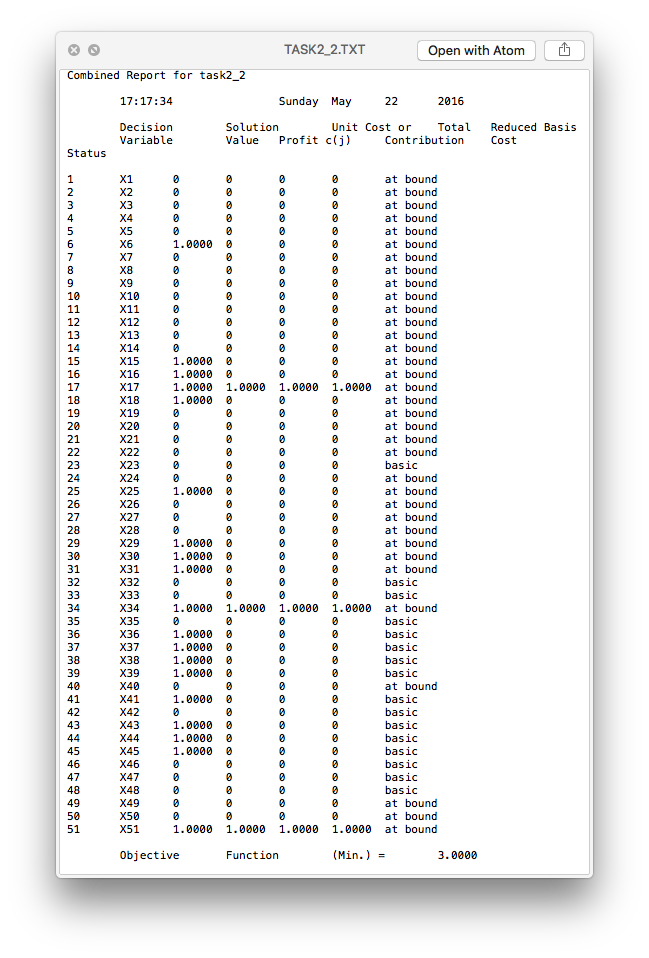 TASK2_2.TXT
Open with Atom
Combined Report for task2_2
17:17:34 Sunday May 22 2016
Decision Solution Unit Cost or Total Reduced Basis
Variable Value Profit c(j) Contribution Cost
Status
1 X1 0 0 0 0 at bound
2 X2 0 0 0 0 at bound
3 X3 0 0 0 0 at bound
4 X4 0 0 0 0 at bound
5 X5 0 0 0 0 at bound
6 X6 1.0000 0 0 0 at bound
7 X7 0 0 0 0 at bound
8 X8 0 0 0 0 at bound
9 X9 0 0 0 0 at bound
10 X10 0 0 0 0 at bound
11 X11 0 0 0 0 at bound
12 X12 0 0 0 0 at bound
13 X13 0 0 0 0 at bound
14 X14 0 0 0 0 at bound
15 X15 1.0000 0 0 0 at bound
16 X16 1.0000 0 0 0 at bound
17 X17 1.0000 1.0000 1.0000 1.0000 at bound
18 X18 1.0000 0 0 0 at bound
19 X19 0 0 0 0 at bound
20 X20 0 0 0 0 at bound
21 X21 0 0 0 0 at bound
22 X22 0 0 0 0 at bound
23 X23 0 0 0 0 basic
24 X24 0 0 0 0 at bound
25 X25 1.0000 0 0 0 at bound
26 X26 0 0 0 0 at bound
27 X27 0 0 0 0 at bound
28 X28 0 0 0 0 at bound
29 X29 1.0000 0 0 0 at bound
30 X30 1.0000 0 0 0 at bound
31 X31 1.0000 0 0 0 at bound
32 X32 0 0 0 0 basic
33 X33 0 0 0 0 basic
34 X34 1.0000 1.0000 1.0000 1.0000 at bound
35 X35 0 0 0 0 basic
36 X36 1.0000 0 0 0 basic
37 X37 1.0000 0 0 0 basic
38 X38 1.0000 0 0 0 basic
39 X39 1.0000 0 0 0 basic
40 X40 0 0 0 0 at bound
41 X41 1.0000 0 0 0 basic
42 X42 0 0 0 0 basic
43 X43 1.0000 0 0 0 basic
44 X44 1.0000 0 0 0 basic
45 X45 1.0000 0 0 0 basic
46 X46 0 0 0 0 basic
47 X47 0 0 0 0 basic
48 X48 0 0 0 0 basic
49 X49 0 0 0 0 at bound
50 X50 0 0 0 0 at bound
51 X51 1.0000 1.0000 1.0000 1.0000 at bound
Objective Function (Min.) = 3.0000